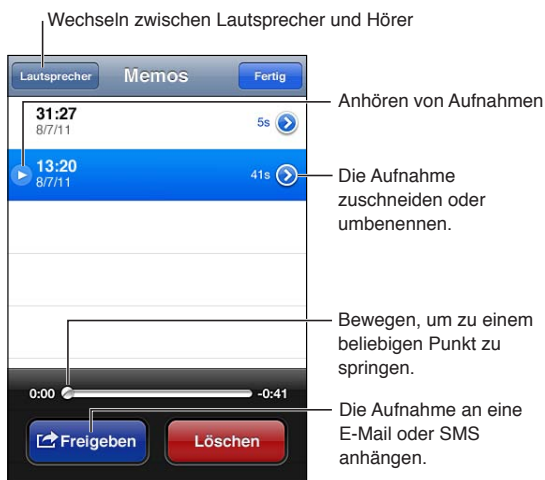 Wechseln zwischen Lautsprecher und Hörer
Lautsprecher Memos Fertig
31:27
8/7/11
5s
Anhören von Aufnahmen
13:20
8/7/11
41s
Die Aufnahme
zuschneiden oder
umbenennen.
Bewegen, um zu einem
beliebigen Punkt zu
springen.
0:00 -0:41
Freigeben Löschen
Die Aufnahme an eine
E-Mail oder SMS
anhängen.